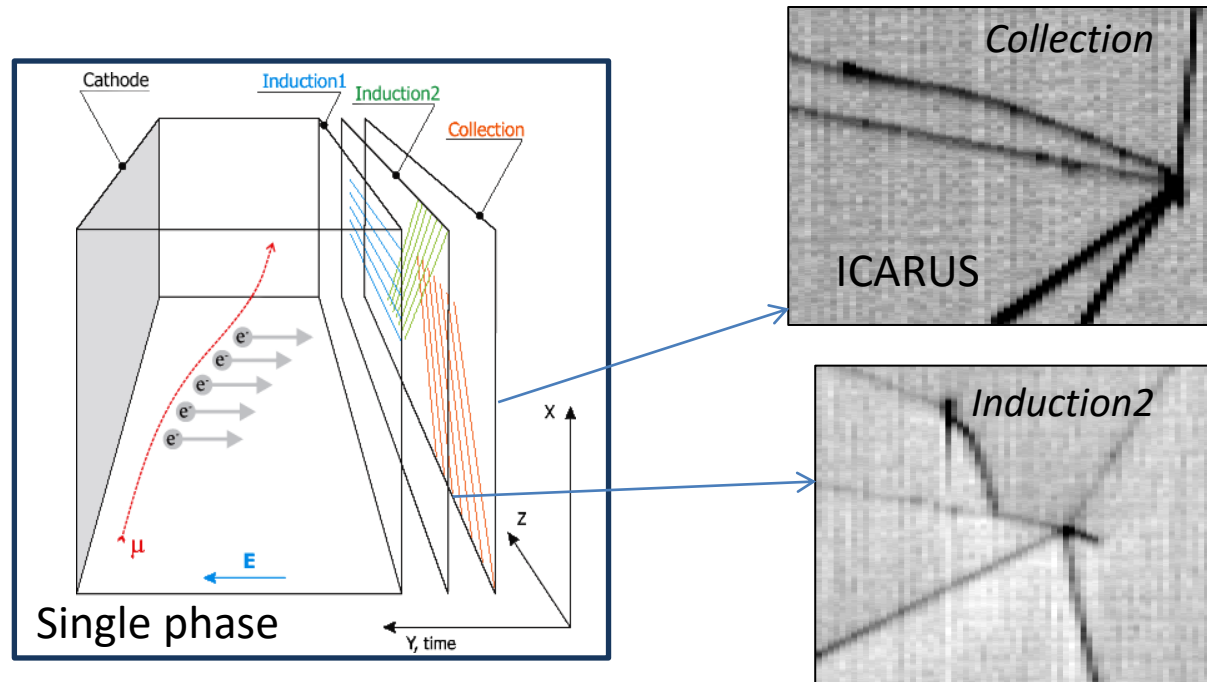 Cathode
Induction1
Induction2
Collection
e-
e-
e-
e-
e-
μ
E
X
Z
Y, time
Single phase
Collection
ICARUS
Induction2